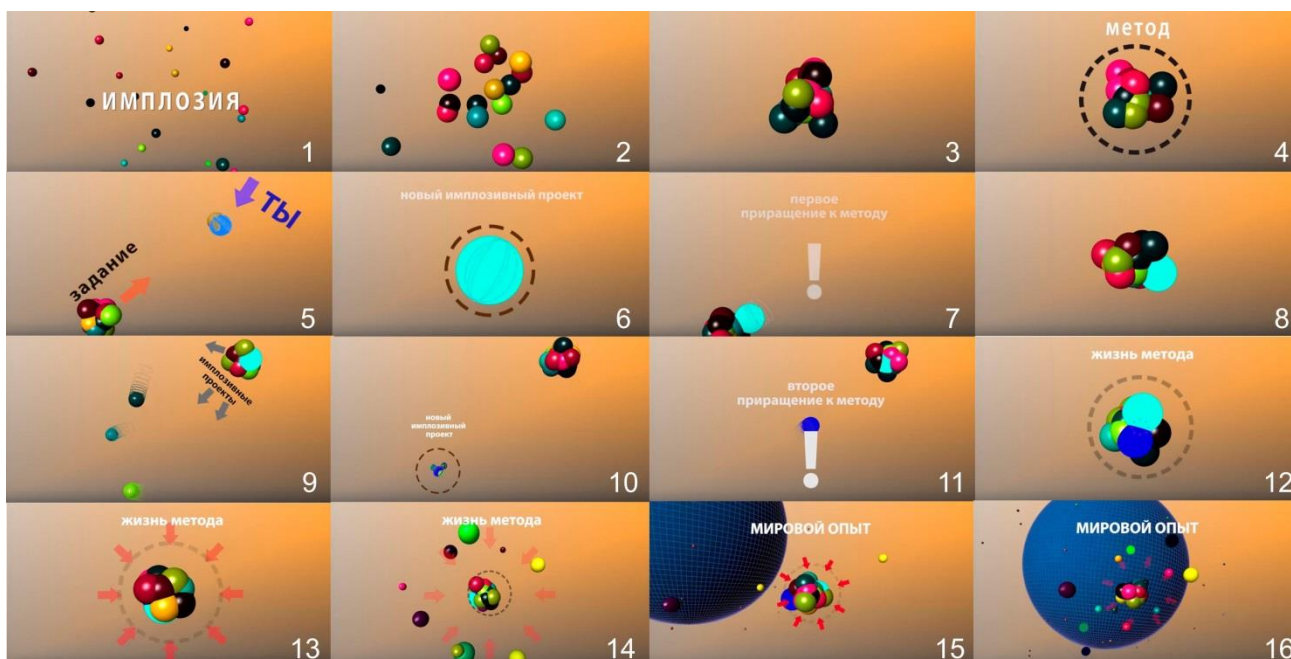 ИМПЛОЗИЯ
1
2
3
метод
4
ТЫ
задание
5
новый имплозивный проект
6
первое
приращение к методу
!
7
8
имплозивные
проекты
9
новый
имплозивный
проект
10
второе
приращение к методу
!
11
жизнь метода
12
жизнь метода
13
жизнь метода
14
МИРОВОЙ ОПЫТ
15
МИРОВОЙ ОПЫТ
16